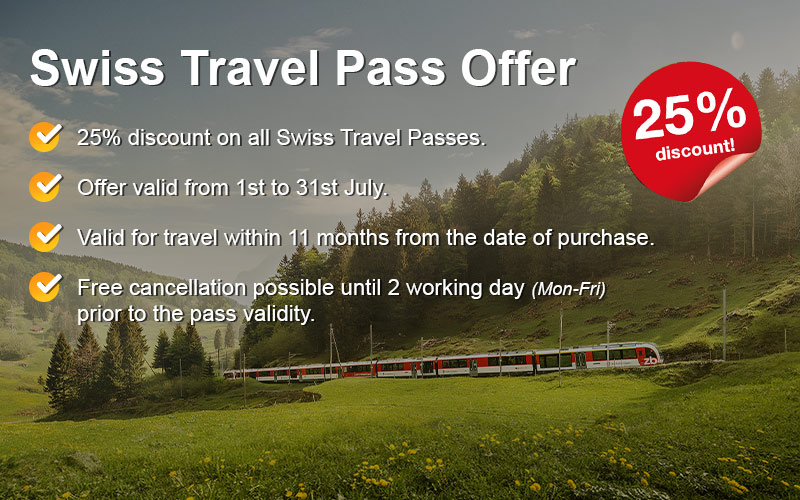 Swiss Travel Pass Offer
25%
discount!
25% discount on all Swiss Travel Passes.
Offer valid from 1st to 31st July.
Valid for travel within 11 months from the date of purchase.
Free cancellation possible until 2 working day (Mon-Fri)
prior to the pass validity.
zb